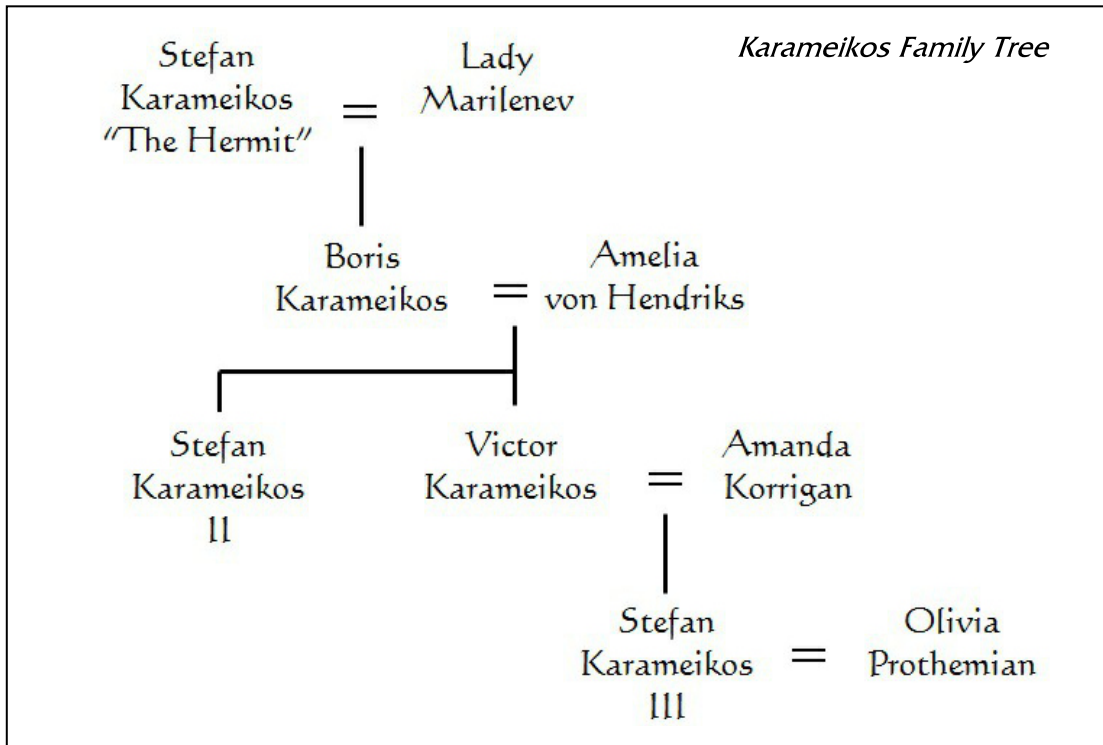 Karameikos Family Tree
Stefan
Karameikos
"The Hermit"
=
Lady
Marilenev
Boris
Karameikos
=
Amelia
von Hendriks
Stefan
Karameikos
II
Victor
Karameikos
=
Amanda
Korrigan
Stefan
Karameikos
III
=
Olivia
Prothemian